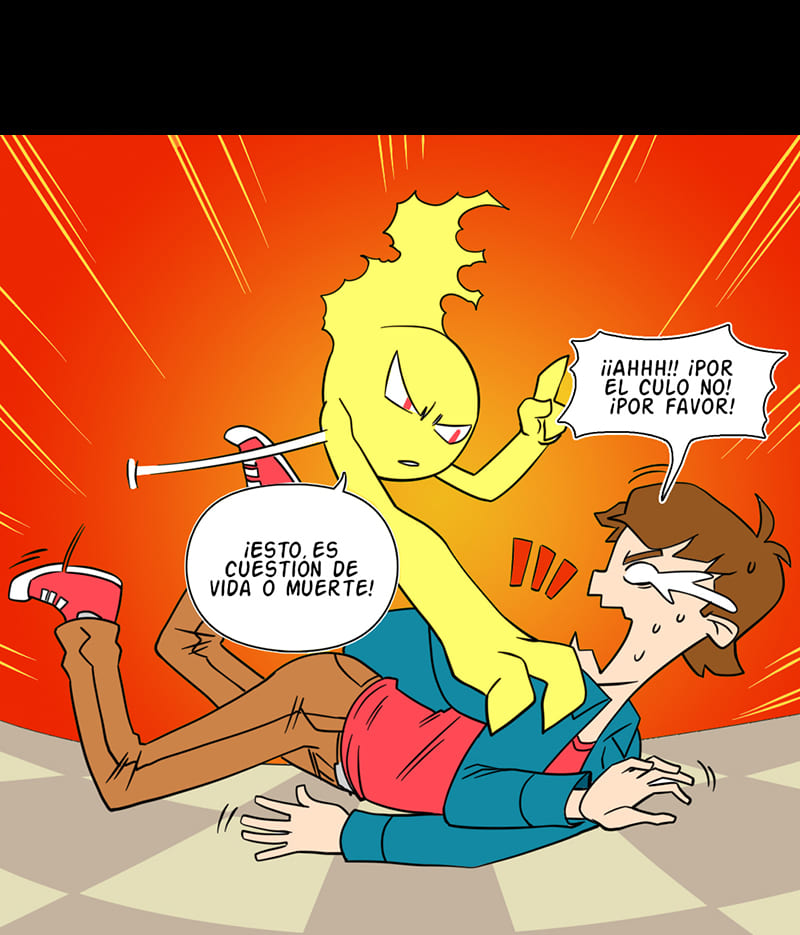 ¡¡AHHH!! ¡POR
EL CULO NO!
¡POR FAVOR!
¡ESTO, ES
CUESTIÓN DE
VIDA O MUERTE!